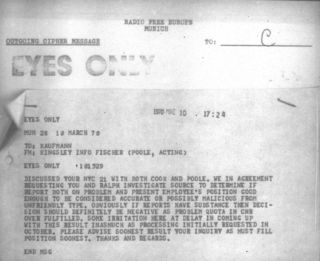 RADIO FREE EUROPE
MUNICH
OUTGOING CIPHER MESSAGE
TO: C
EYES ONLY
10 . 17:24
EYES ONLY
MUN 26 10 MARCH 70
TO: KAUFMANN
FM: KINGSLEY INFO FISCHER (POOLE, ACTING)
EYES ONLY
DISCUSSED YOUR NYC 21 WITH BOTH COOK AND POOLE. WE IN AGREEMENT
REQUESTING YOU AND RALPH INVESTIGATE SOURCE TO DETERMINE IF
REPORT BOTH ON PROBLEM AND PRESENT EMPLOYEE'S POSITION GOOD
ENOUGH TO BE CONSIDERED ACCURATE OR POSSIBLY MALICIOUS FROM
UNFRIENDLY TYPE. OBVIOUSLY IF REPORTS HAVE SUBSTANCE THEN DECI-
SION SHOULD DEFINITELY BE NEGATIVE AS PROBLEM QUOTA IN
OVER FULFILLED. SOME IRRITATION HERE AT DELAY IN COMING UP
WITH THIS RESULT INASMUCH AS PROCESSING INITIALLY REQUESTED IN
OCTOBER. PLEASE ADVISE SOONEST RESULT YOUR INQUIRY AS MUST FILL
POSITION SOONEST. THANKS AND REGARDS.
END MSG